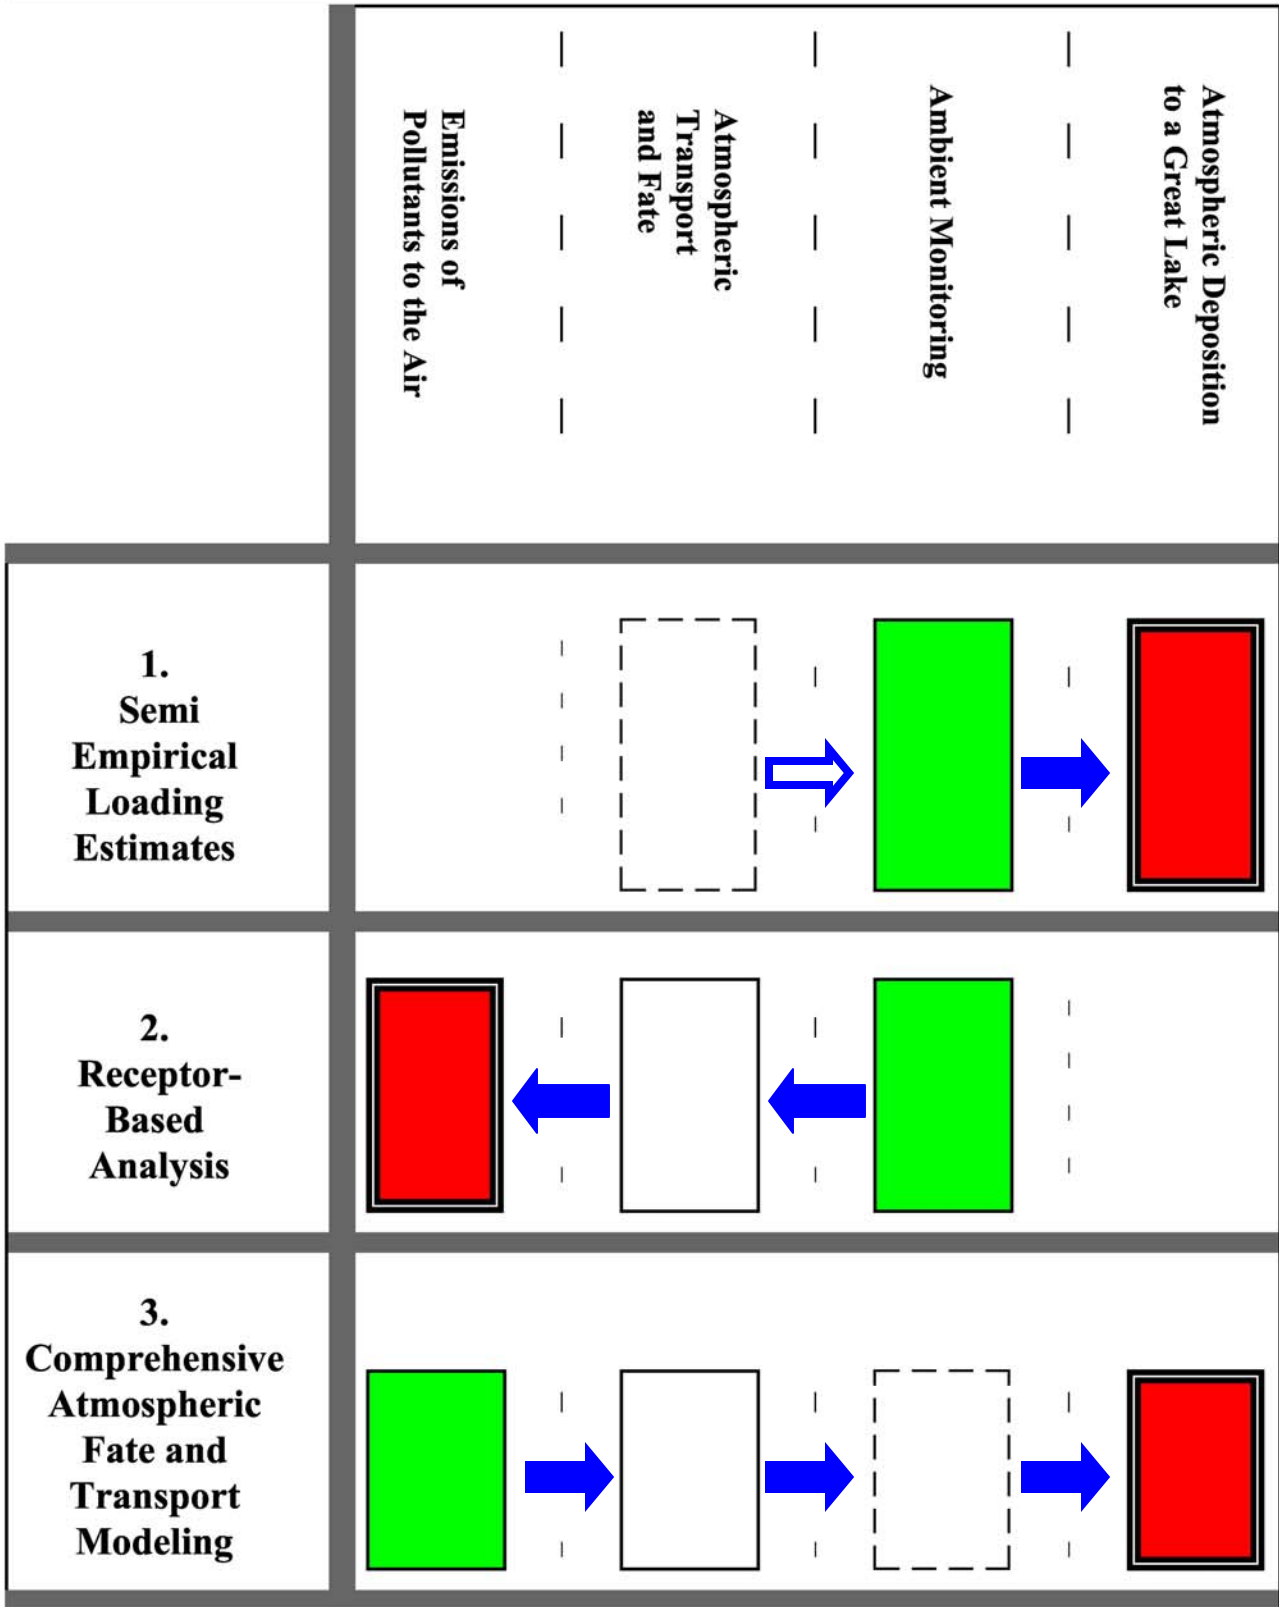 Emissions of
Pollutants to the Air
Atmospheric
Transport
and Fate
Ambient Monitoring
Atmospheric Deposition
to a Great Lake
1.
Semi
Empirical
Loading
Estimates
2.
Receptor-
Based
Analysis
3.
Comprehensive
Atmospheric
Fate and
Transport
Modeling